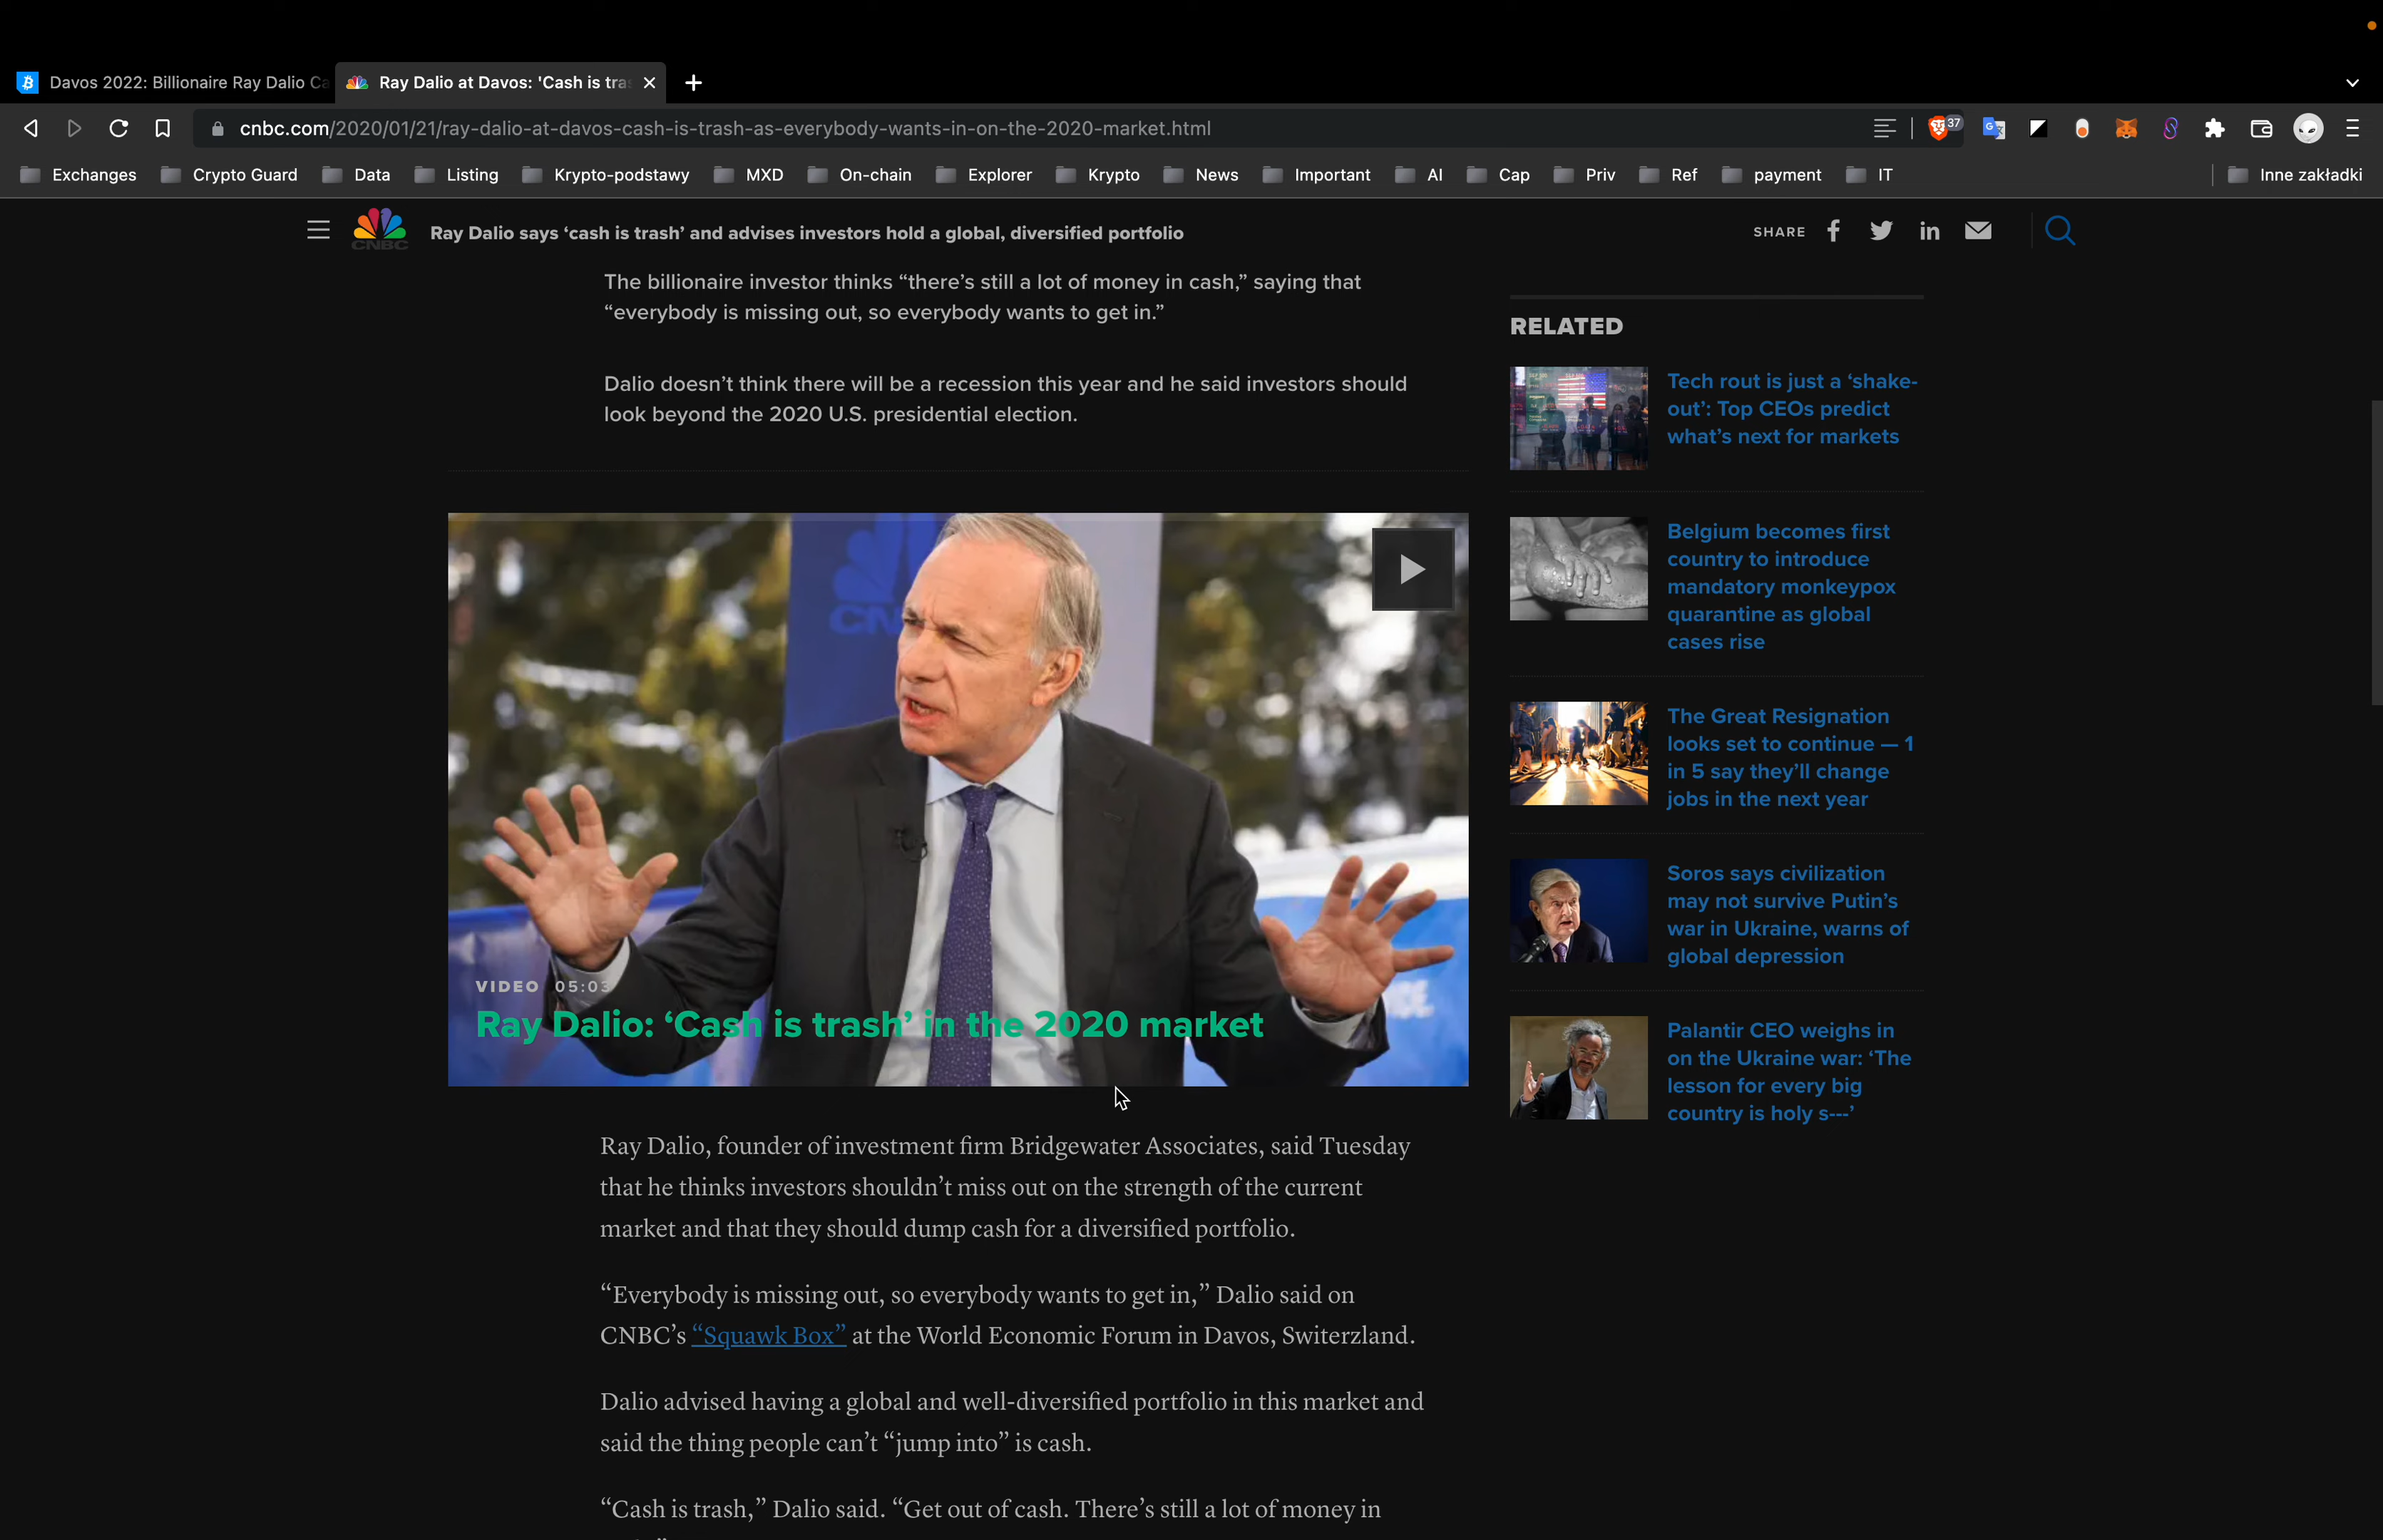 Davos 2022: Billionaire Ray Dalio Ca
Ray Dalio at Davos: 'Cash is tra
cnbc.com/2020/01/21/ray-dalio-at-davos-cash-is-trash-as-everybody-wants-in-on-the-2020-market.html
37
Exchanges
Crypto Guard
Data
Listing
Krypto-podstawy
MXD
On-chain
Explorer
Krypto
News
Important
AI
Cap
Priv
Ref
payment
IT
Inne zakładki
CNBC
Ray Dalio says ‘cash is trash’ and advises investors hold a global, diversified portfolio
SHARE
The billionaire investor thinks “there’s still a lot of money in cash,” saying that
“everybody is missing out, so everybody wants to get in.”
Dalio doesn’t think there will be a recession this year and he said investors should
look beyond the 2020 U.S. presidential election.
VIDEO 05:03
Ray Dalio: ‘Cash is trash’ in the 2020 market
Ray Dalio, founder of investment firm Bridgewater Associates, said Tuesday
that he thinks investors shouldn’t miss out on the strength of the current
market and that they should dump cash for a diversified portfolio.
“Everybody is missing out, so everybody wants to get in,” Dalio said on
CNBC’s “Squawk Box” at the World Economic Forum in Davos, Switerzland.
Dalio advised having a global and well-diversified portfolio in this market and
said the thing people can’t “jump into” is cash.
“Cash is trash,” Dalio said. “Get out of cash. There’s still a lot of money in
RELATED
Tech rout is just a ‘shake-
out’: Top CEOs predict
what’s next for markets
Belgium becomes first
country to introduce
mandatory monkeypox
quarantine as global
cases rise
The Great Resignation
looks set to continue — 1
in 5 say they’ll change
jobs in the next year
Soros says civilization
may not survive Putin’s
war in Ukraine, warns of
global depression
Palantir CEO weighs in
on the Ukraine war: ‘The
lesson for every big
country is holy s---’